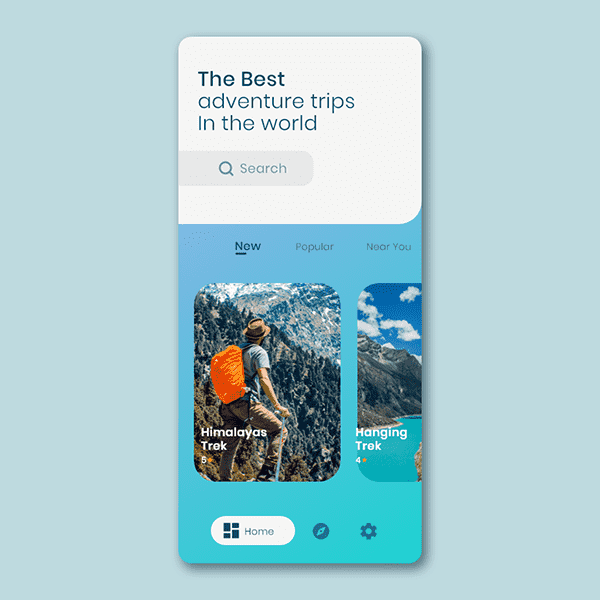 The Best
adventure trips
In the world
Search
New Popular Near You
Himalayas
Trek
5
Hanging
Trek
4
Home